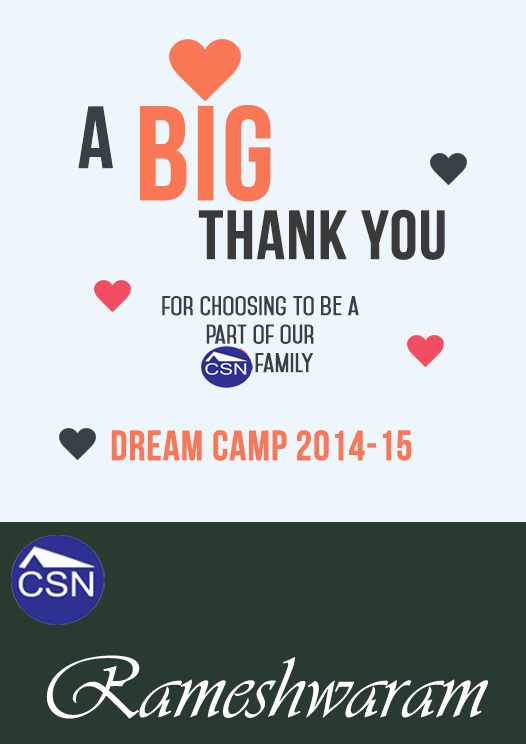 A BIG
THANK YOU
FOR CHOOSING TO BE A
PART OF OUR
CSN FAMILY
DREAM CAMP 2014-15
CSN
Rameshwaram